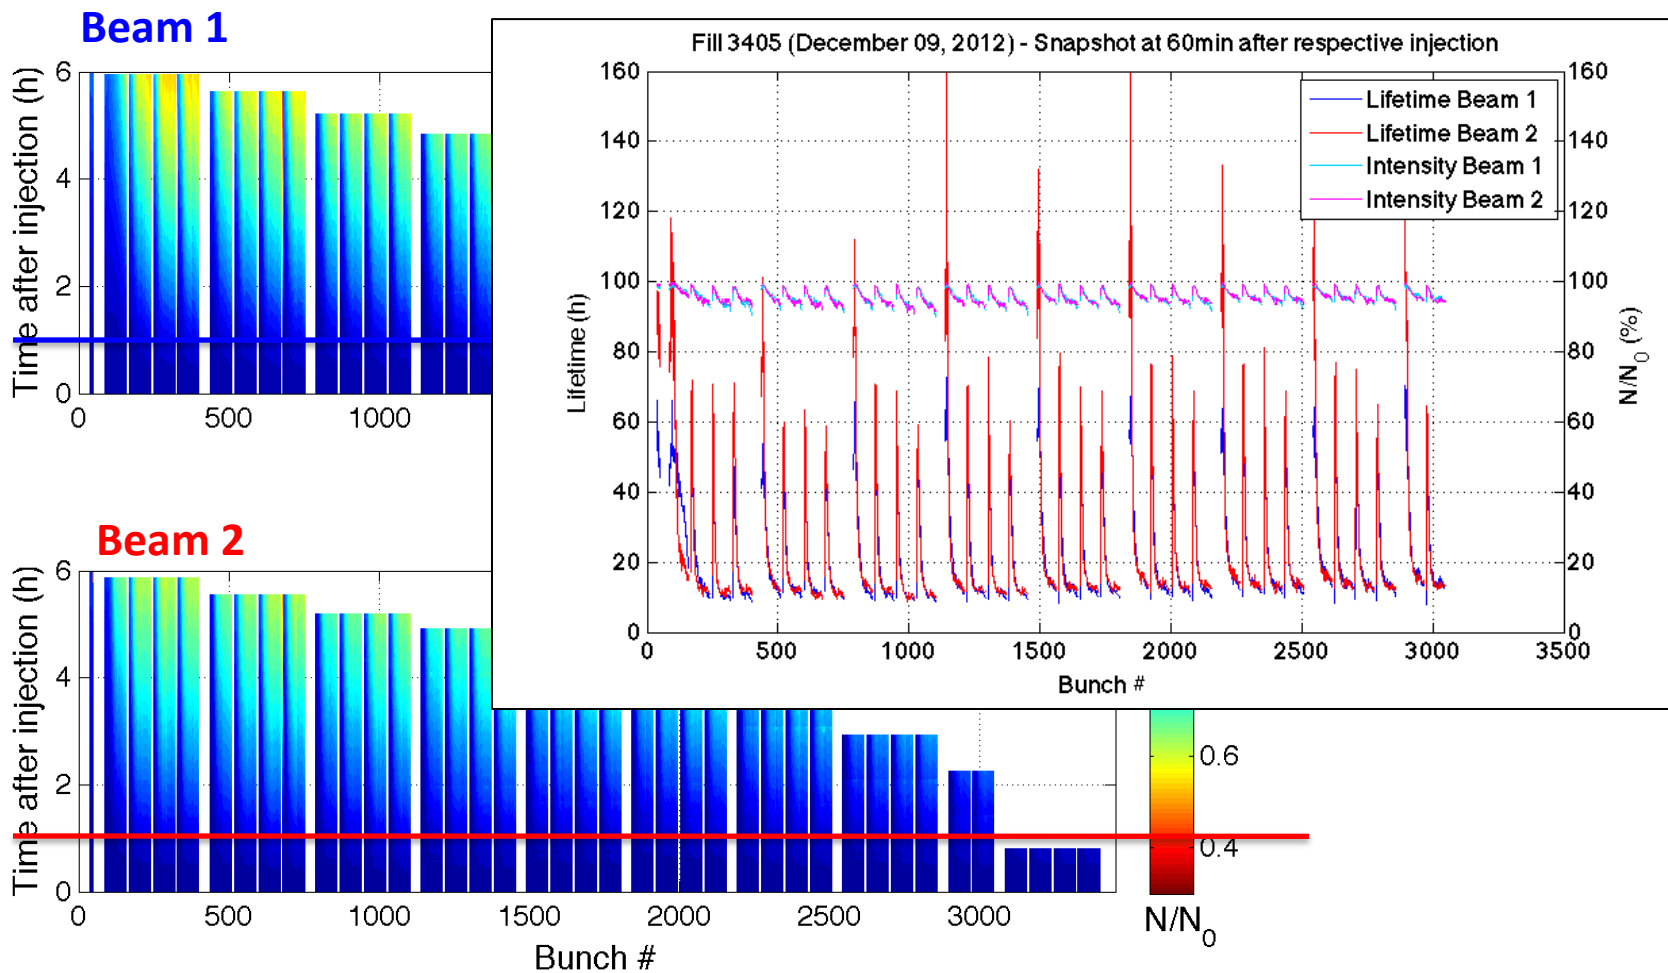 Beam 1
Time after injection (h)
6
4
2
0
0 500 1000
Fill 3405 (December 09, 2012) - Snapshot at 60min after respective injection
Lifetime Beam 1
Lifetime Beam 2
Intensity Beam 1
Intensity Beam 2
Lifetime (h)
160
140
120
100
80
60
40
20
0
N/N0 (%)
160
140
120
100
80
60
40
20
0
0 500 1000 1500 2000 2500 3000 3500
Bunch #
Beam 2
Time after injection (h)
6
4
2
0
0 500 1000 1500 2000 2500 3000
Bunch #
0.6
0.4
N/N0